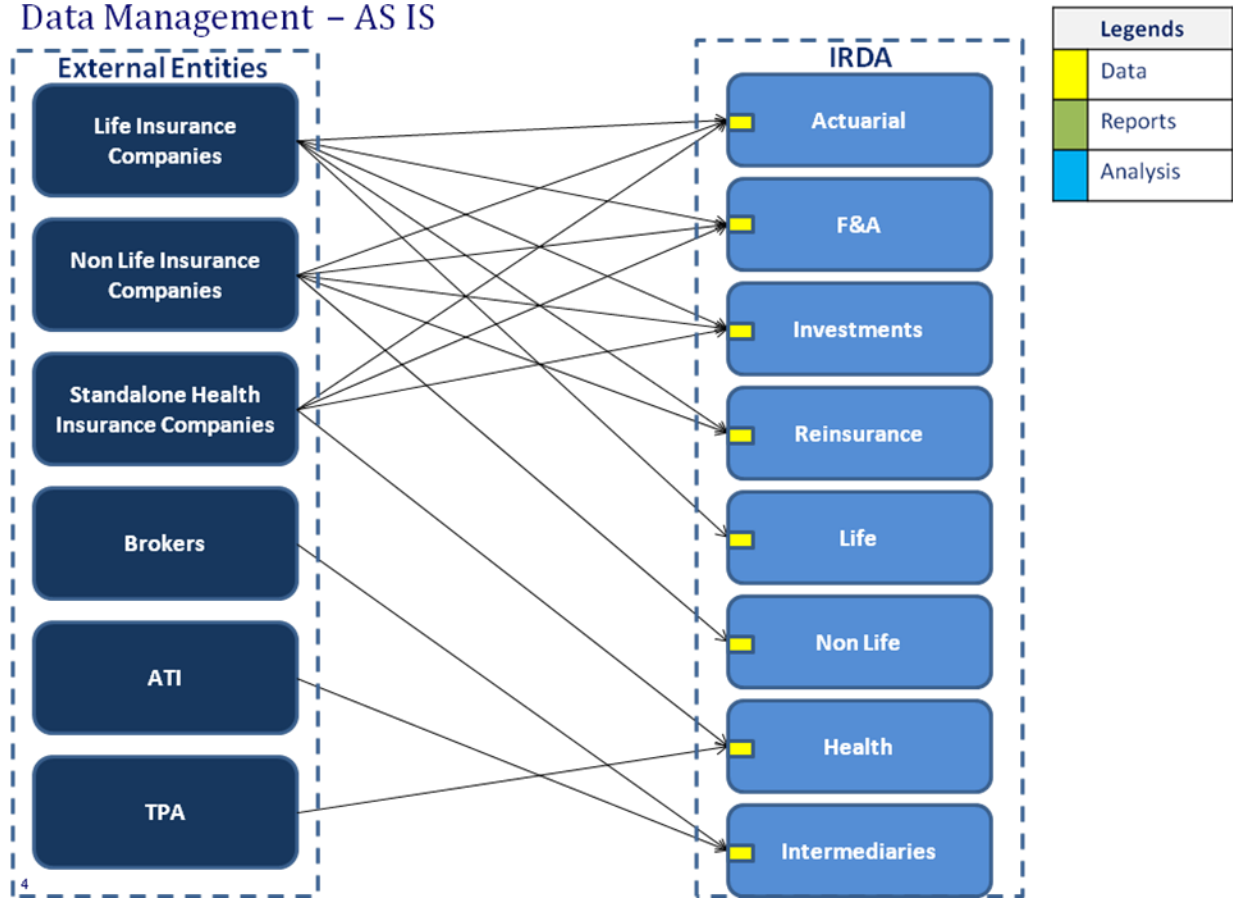 Data Management – AS IS
External Entities
Life Insurance
Companies
Non Life Insurance
Companies
Standalone Health
Insurance Companies
Brokers
ATI
TPA
4
IRDA
Actuarial
F&A
Investments
Reinsurance
Life
Non Life
Health
Intermediaries
Legends
Data
Reports
Analysis